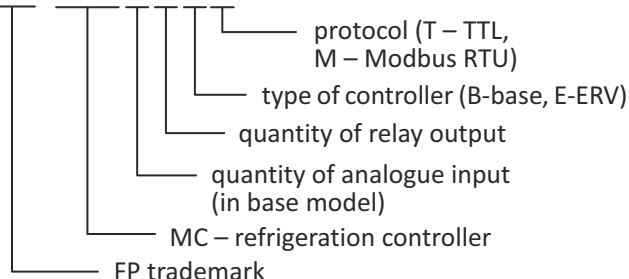 protocol (T – TTL,
M – Modbus RTU)
type of controller (B-base, E-ERV)
quantity of relay output
quantity of analogue input
(in base model)
MC – refrigeration controller
FP trademark